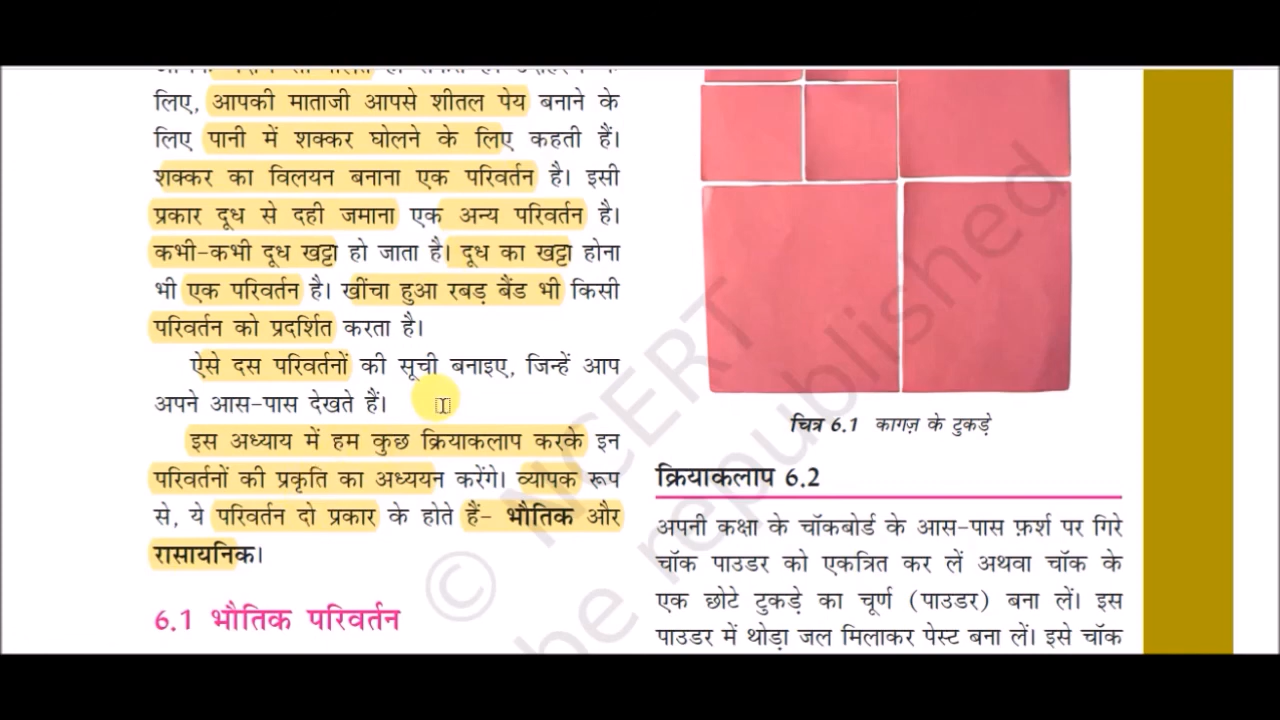 लिए, आपकी माताजी आपसे शीतल पेय बनाने के
लिए पानी में शक्कर घोलने के लिए कहती हैं।
शक्कर का विलयन बनाना एक परिवर्तन है। इसी
प्रकार दूध से दही जमाना एक अन्य परिवर्तन है।
कभी-कभी दूध खट्टा हो जाता है। दूध का खट्टा होना
भी एक परिवर्तन है। खींचा हुआ रबड़ बैंड भी किसी
परिवर्तन को प्रदर्शित करता है।
ऐसे दस परिवर्तनों की सूची बनाइए, जिन्हें आप
अपने आस-पास देखते हैं।
इस अध्याय में हम कुछ क्रियाकलाप करके इन
परिवर्तनों की प्रकृति का अध्ययन करेंगे। व्यापक रूप
से, ये परिवर्तन दो प्रकार के होते हैं- भौतिक और
रासायनिक।
6.1 भौतिक परिवर्तन
चित्र 6.1 कागज़ के टुकड़े
क्रियाकलाप 6.2
अपनी कक्षा के चॉकबोर्ड के आस-पास फ़र्श पर गिरे
चॉक पाउडर को एकत्रित कर लें अथवा चॉक के
एक छोटे टुकड़े का चूर्ण (पाउडर) बना लें। इस
पाउडर में थोड़ा जल मिलाकर पेस्ट बना लें। इसे चॉक
© NCERT
be republished